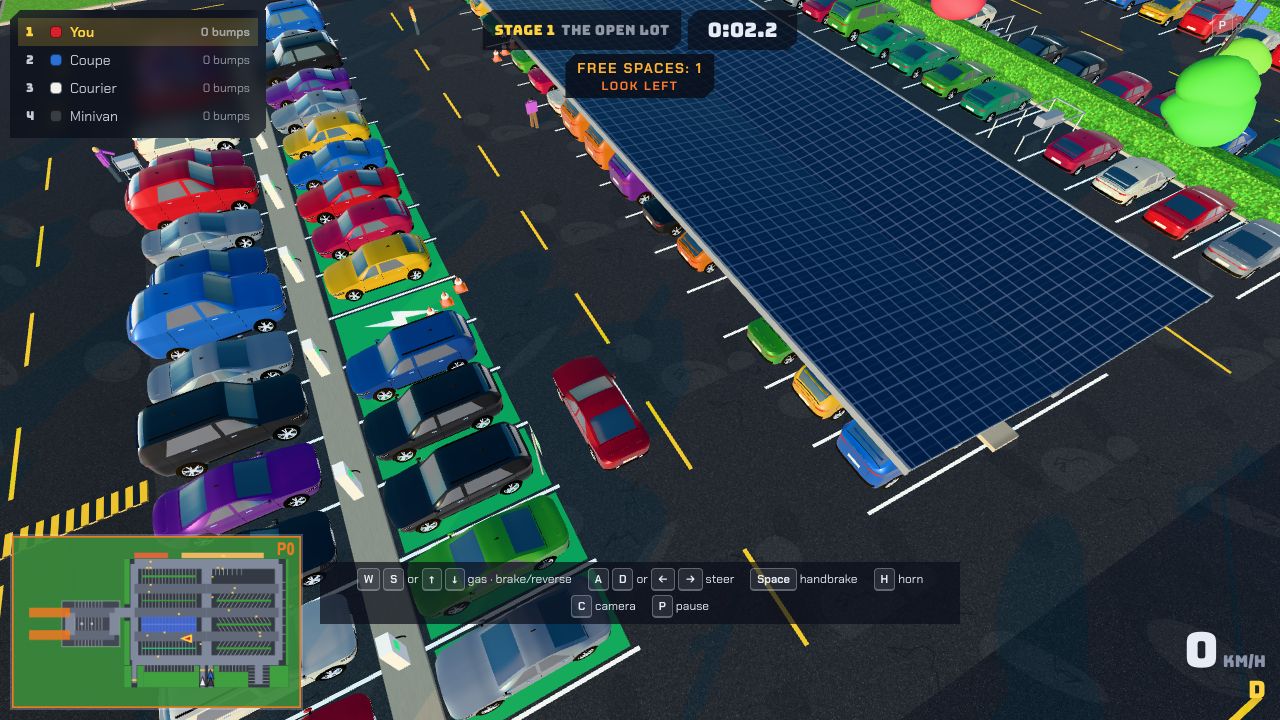 1 You 0 bumps
2 Coupe 0 bumps
3 Courier 0 bumps
4 Minivan 0 bumps
STAGE 1 THE OPEN LOT
0:02.2
FREE SPACES: 1
LOOK LEFT
P
P0
W S or ↑ ↓ gas · brake/reverse A D or ← → steer Space handbrake H horn
C camera P pause
0 KM/H
D